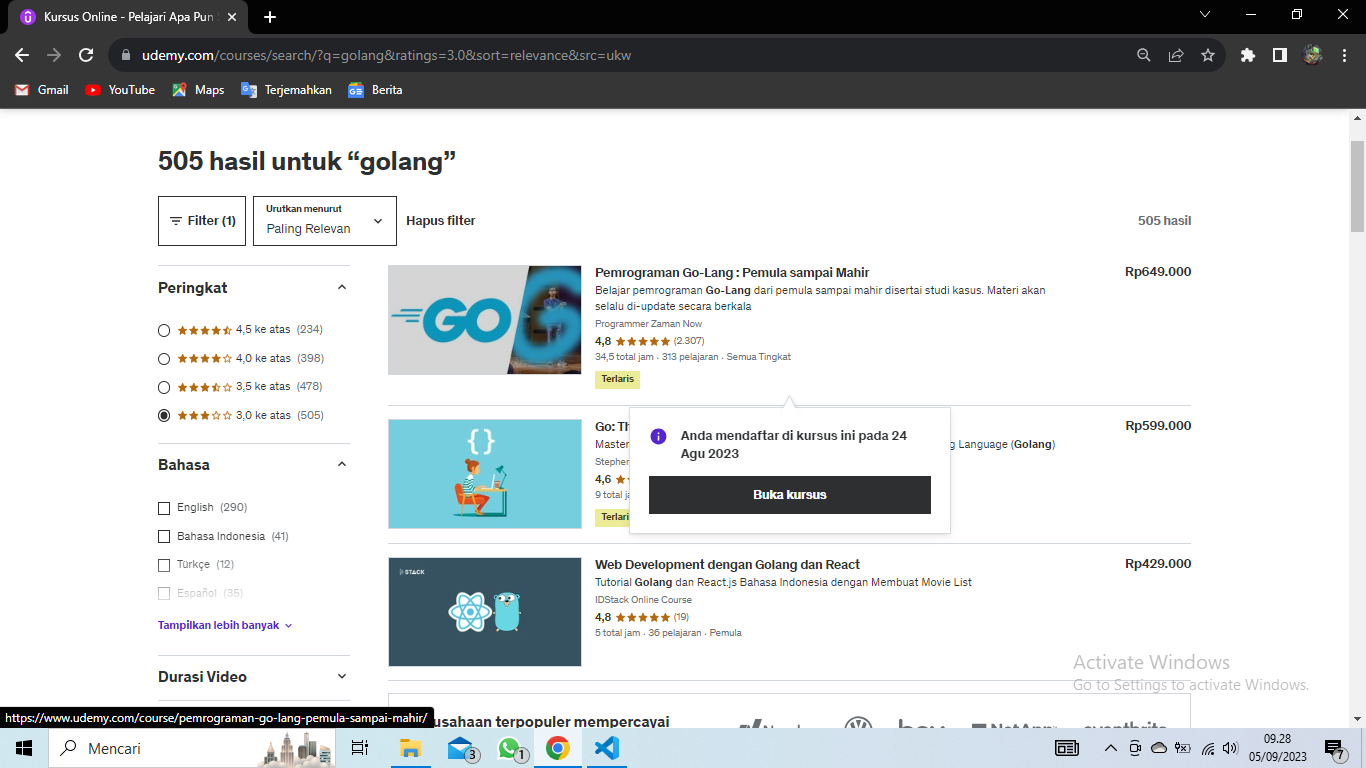 Kursus Online - Pelajari Apa Pun
udemy.com/courses/search/?q=golang&ratings=3.0&sort=relevance&src=ukw
Gmail
YouTube
Maps
Terjemahkan
Berita
505 hasil untuk “golang”
Filter (1)
Urutkan menurut
Paling Relevan
Hapus filter
505 hasil
Peringkat
4,5 ke atas (234)
4,0 ke atas (398)
3,5 ke atas (478)
3,0 ke atas (505)
Bahasa
English (290)
Bahasa Indonesia (41)
Türkçe (12)
Español (35)
Tampilkan lebih banyak
Durasi Video
GO
Pemrograman Go-Lang : Pemula sampai Mahir
Rp649.000
Belajar pemrograman Go-Lang dari pemula sampai mahir disertai studi kasus. Materi akan
selalu di-update secara berkala
Programmer Zaman Now
4,8 (2.307)
34,5 total jam · 313 pelajaran · Semua Tingkat
Terlaris
{}
Go: Th
Rp599.000
Master
g Language (Golang)
Stephen
4,6
9 total ja
Terlari
Anda mendaftar di kursus ini pada 24
Agu 2023
Buka kursus
STACK
Web Development dengan Golang dan React
Rp429.000
Tutorial Golang dan React.js Bahasa Indonesia dengan Membuat Movie List
IDStack Online Course
4,8 (19)
5 total jam · 36 pelajaran · Pemula
usahaan terpopuler mempercayai
NetApp
eventbrite
Activate Windows
Go to Settings to activate Windows.
https://www.udemy.com/course/pemrograman-go-lang-pemula-sampai-mahir/
Mencari
3
1
09.28
05/09/2023
7